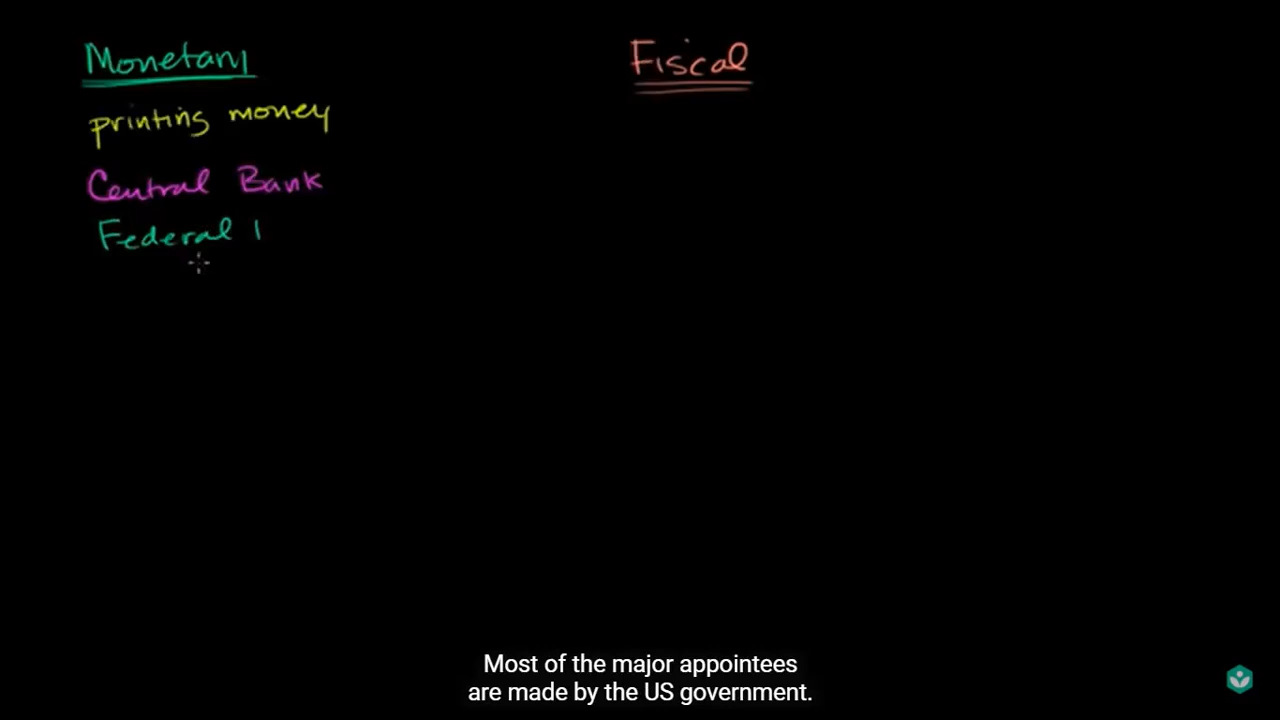 Monetary
Fiscal
printing money
Central Bank
Federal
Most of the major appointees
are made by the US government.